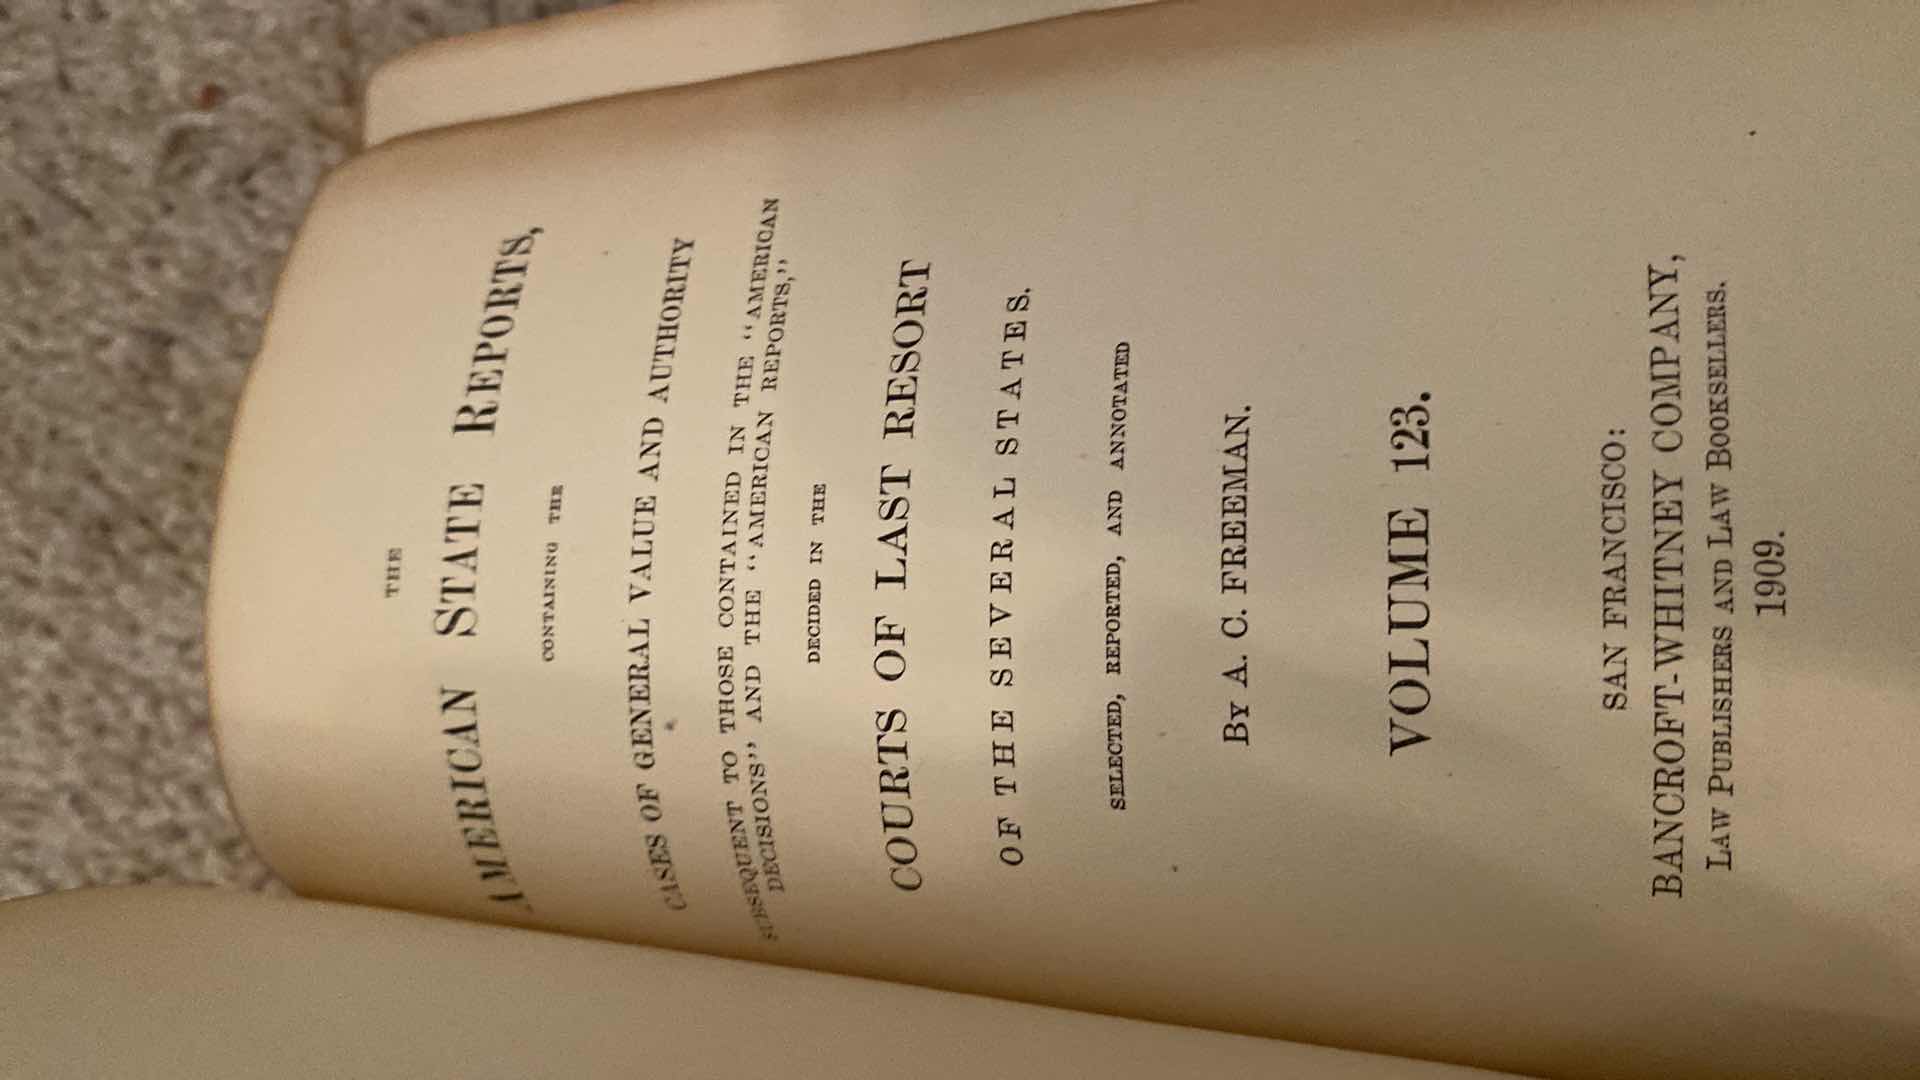 THE
AMERICAN STATE REPORTS,
CONTAINING THE
CASES OF GENERAL VALUE AND AUTHORITY
SUBSEQUENT TO THOSE CONTAINED IN THE “AMERICAN
DECISIONS” AND THE “AMERICAN REPORTS,”
DECIDED IN THE
COURTS OF LAST RESORT
OF THE SEVERAL STATES.
SELECTED, REPORTED, AND ANNOTATED
BY A. C. FREEMAN.
VOLUME 123.
SAN FRANCISCO:
BANCROFT-WHITNEY COMPANY,
LAW PUBLISHERS AND LAW BOOKSELLERS.
1909.